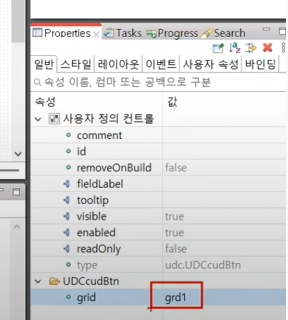 Properties Tasks Progress Search
일반 스타일 레이아웃 이벤트 사용자 속성 바인딩
속성 이름, 컴마 또는 공백으로 구분
속성 값
사용자 정의 컨트롤
comment
id
removeOnBuild false
fieldLabel
tooltip
visible true
enabled true
readOnly false
type udc.UDCcudBtn
UDCcudBtn
grid grd1